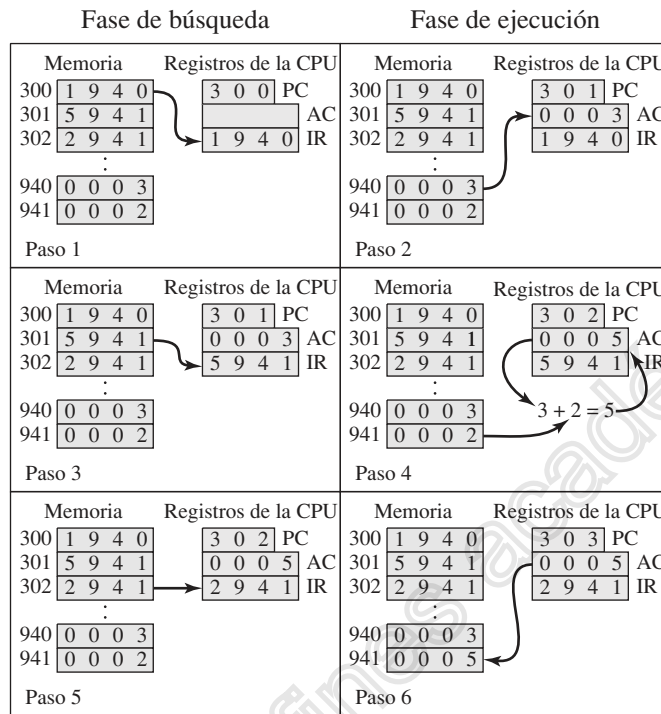 Fase de búsqueda
Fase de ejecución
Memoria Registros de la CPU
300 1 9 4 0 3 0 0 PC
301 5 9 4 1 AC
302 2 9 4 1 1 9 4 0 IR
:
940 0 0 0 3
941 0 0 0 2
Paso 1
Memoria Registros de la CPU
300 1 9 4 0 3 0 1 PC
301 5 9 4 1 0 0 0 3 AC
302 2 9 4 1 1 9 4 0 IR
:
940 0 0 0 3
941 0 0 0 2
Paso 2
Memoria Registros de la CPU
300 1 9 4 0 3 0 1 PC
301 5 9 4 1 0 0 0 3 AC
302 2 9 4 1 5 9 4 1 IR
:
940 0 0 0 3
941 0 0 0 2
Paso 3
Memoria Registros de la CPU
300 1 9 4 0 3 0 2 PC
301 5 9 4 1 0 0 0 5 AC
302 2 9 4 1 5 9 4 1 IR
:
940 0 0 0 3 3 + 2 = 5
941 0 0 0 2
Paso 4
Memoria Registros de la CPU
300 1 9 4 0 3 0 2 PC
301 5 9 4 1 0 0 0 5 AC
302 2 9 4 1 2 9 4 1 IR
:
940 0 0 0 3
941 0 0 0 2
Paso 5
Memoria Registros de la CPU
300 1 9 4 0 3 0 3 PC
301 5 9 4 1 0 0 0 5 AC
302 2 9 4 1 2 9 4 1 IR
:
940 0 0 0 3
941 0 0 0 5
Paso 6
fines acade